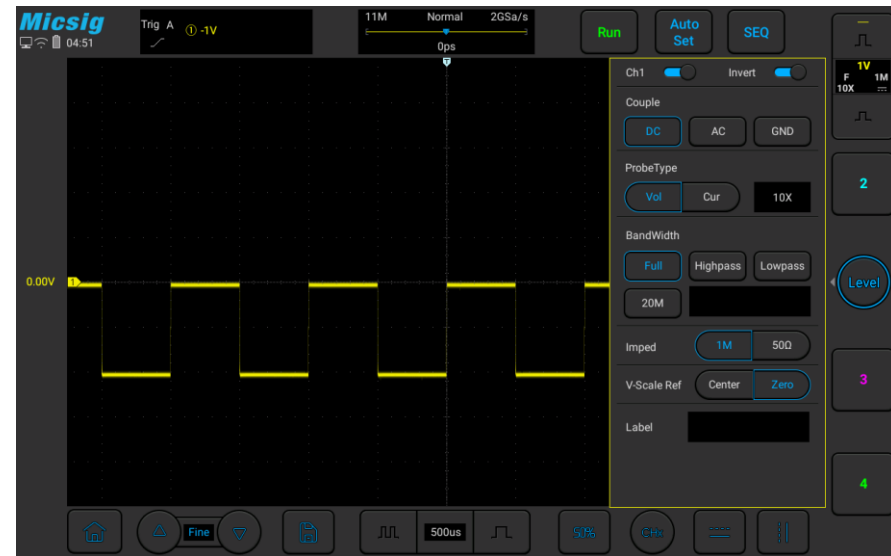 Micsig
04:51
Trig A ① -1V
11M Normal 2GSa/s
0ps
Run
Auto
Set
SEQ
1V
F 1M
10X
Ch1 Invert
Couple
DC AC GND
ProbeType
Vol Cur 10X
BandWidth
Full Highpass Lowpass
20M
Imped 1M 50Ω
V-Scale Ref Center Zero
Label
T
0.00V 1
2
Level
3
4
Fine
500us
50%
CHx